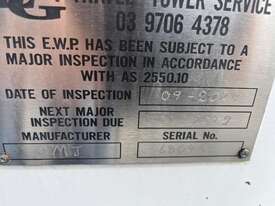 TOWER SERVICE
03 9706 4378
THIS E.W.P. HAS BEEN SUBJECT TO A
MAJOR INSPECTION IN ACCORDANCE
WITH AS 2550.10
DATE OF INSPECTION 09-
NEXT MAJOR
INSPECTION DUE
MANUFACTURER SERIAL No.